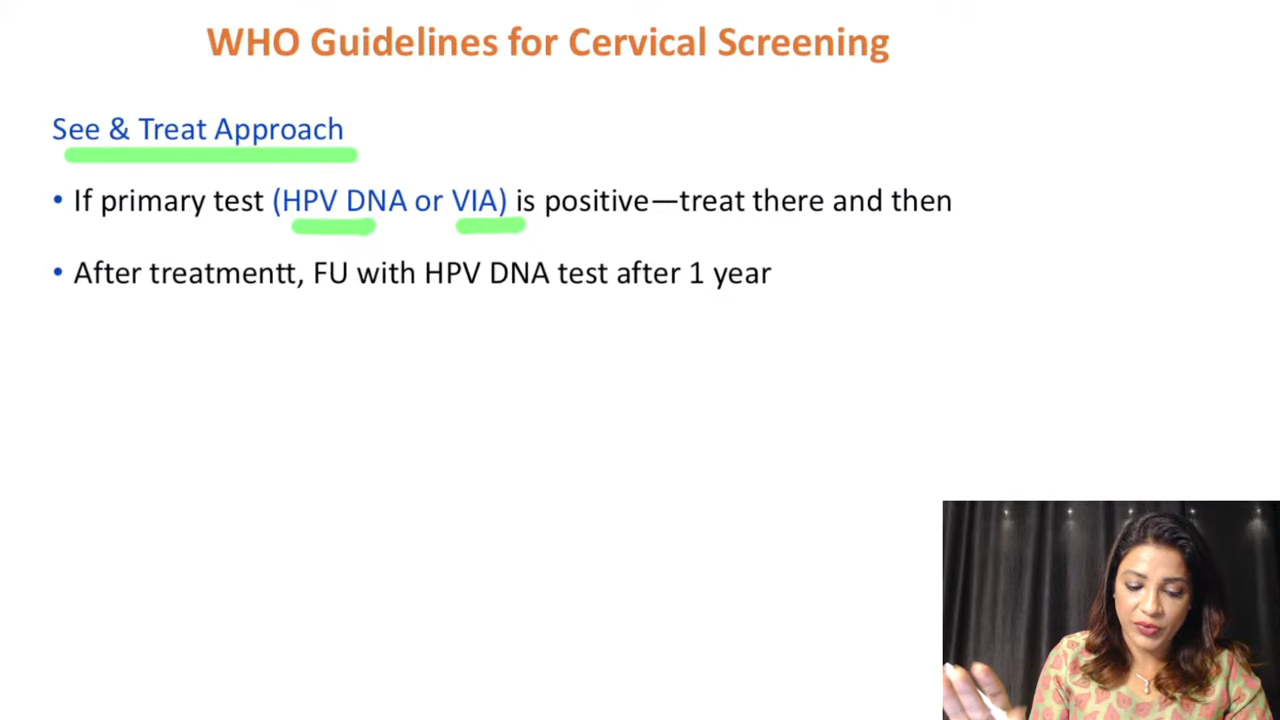 WHO Guidelines for Cervical Screening
See & Treat Approach
• If primary test (HPV DNA or VIA) is positive—treat there and then
• After treatmentt, FU with HPV DNA test after 1 year